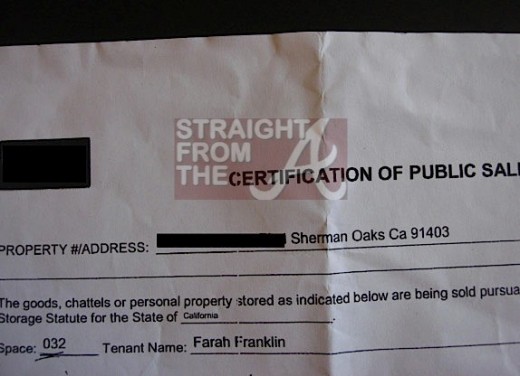 STRAIGHT
FROM
THE A
CERTIFICATION OF PUBLIC SAL
PROPERTY #/ADDRESS: Sherman Oaks Ca 91403
The goods, chattels or personal property stored as indicated below are being sold pursua
Storage Statute for the State of California.
Space: 032 Tenant Name: Farah Franklin